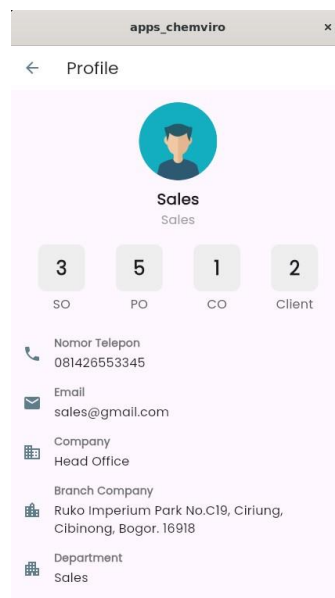 apps_chemviro ×
← Profile
Sales
Sales
3 5 1 2
SO PO CO Client
Nomor Telepon
081426553345
Email
sales@gmail.com
Company
Head Office
Branch Company
Ruko Imperium Park No.C19, Ciriung,
Cibinong, Bogor. 16918
Department
Sales